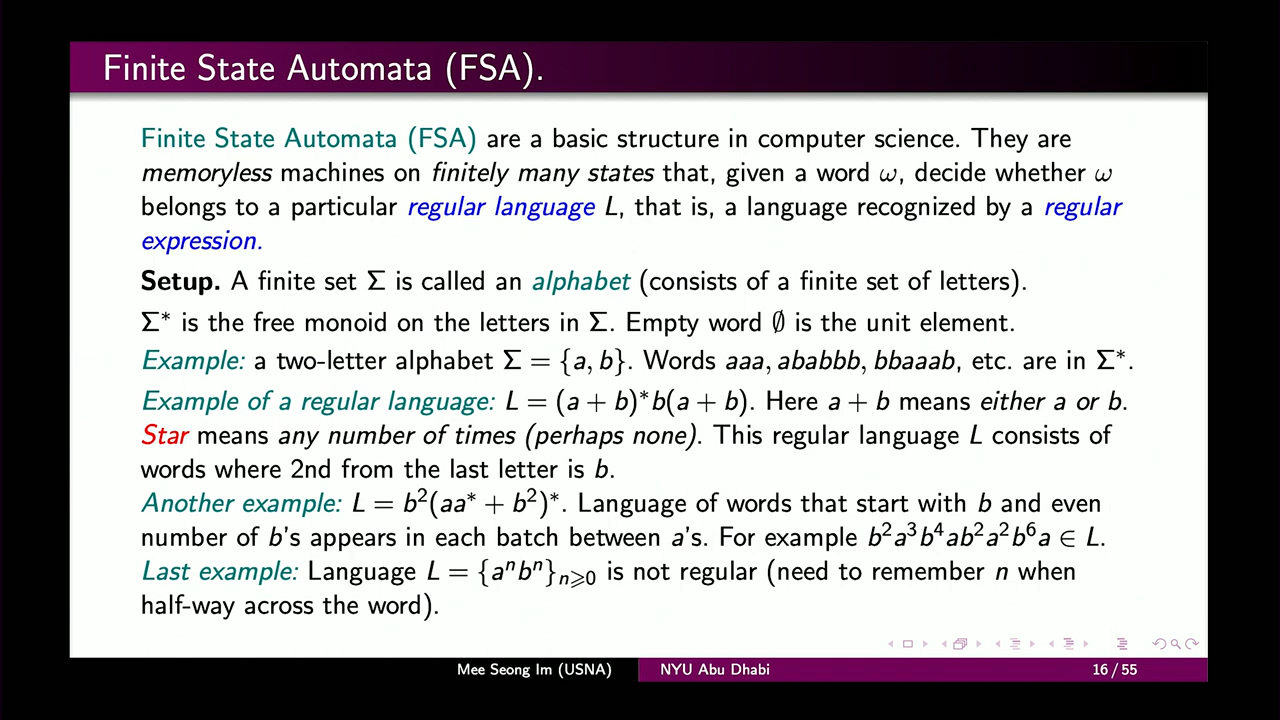 Finite State Automata (FSA).
Finite State Automata (FSA) are a basic structure in computer science. They are
memoryless machines on finitely many states that, given a word ω, decide whether ω
belongs to a particular regular language L, that is, a language recognized by a regular
expression.
Setup. A finite set Σ is called an alphabet (consists of a finite set of letters).
Σ* is the free monoid on the letters in Σ. Empty word ∅ is the unit element.
Example: a two-letter alphabet Σ = {a, b}. Words aaa, ababbb, bbaaab, etc. are in Σ*.
Example of a regular language: L = (a + b)*b(a + b). Here a + b means either a or b.
Star means any number of times (perhaps none). This regular language L consists of
words where 2nd from the last letter is b.
Another example: L = b²(aa* + b²)*. Language of words that start with b and even
number of b's appears in each batch between a's. For example b²a³b⁴ab²a²b⁶a ∈ L.
Last example: Language L = {aⁿbⁿ}ₙ⩾₀ is not regular (need to remember n when
half-way across the word).
Mee Seong Im (USNA) NYU Abu Dhabi 16 / 55